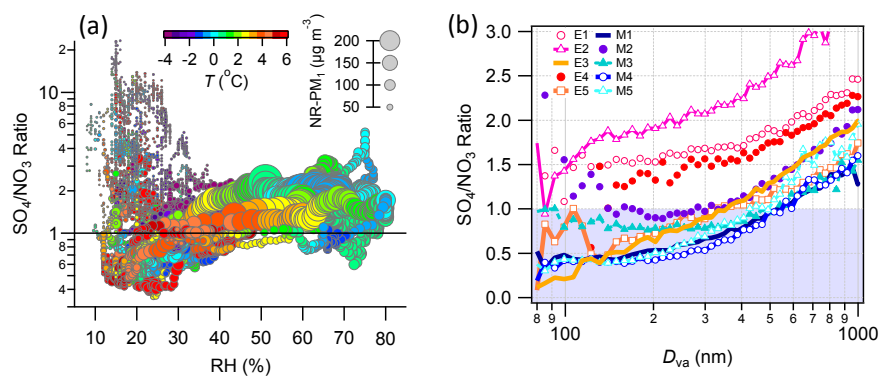 (a)
-4 -2 0 2 4 6
T (°C)
NR-PM1 (µg m-3)
200
150
100
50
SO4/NO3 Ratio
2
10
8
6
4
2
1
8
6
4
10 20 30 40 50 60 70 80
RH (%)
(b)
E1 M1
E2 M2
E3 M3
E4 M4
E5 M5
SO4/NO3 Ratio
3.0
2.5
2.0
1.5
1.0
0.5
0.0
8 9 100 2 3 4 5 6 7 8 9 1000
Dva (nm)